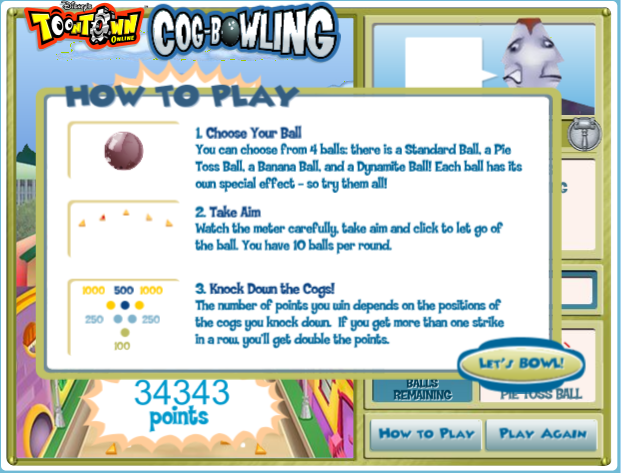 Disney's
TOONTOWN
ONLINE
COG-BOWLING
HOW TO PLAY
1. Choose Your Ball
You can choose from 4 balls: there is a Standard Ball, a Pie
Toss Ball, a Banana Ball, and a Dynamite Ball! Each ball has its
own special effect - so try them all!
2. Take Aim
Watch the meter carefully, take aim and click to let go of
the ball. You have 10 balls per round.
1000 500 1000
250 250
100
3. Knock Down the Cogs!
The number of points you win depends on the positions of
the cogs you knock down. If you get more than one strike
in a row, you'll get double the points.
LET'S BOWL!
34343
points
BALLS
REMAINING
PIE TOSS BALL
HOW TO PLAY
PLAY AGAIN